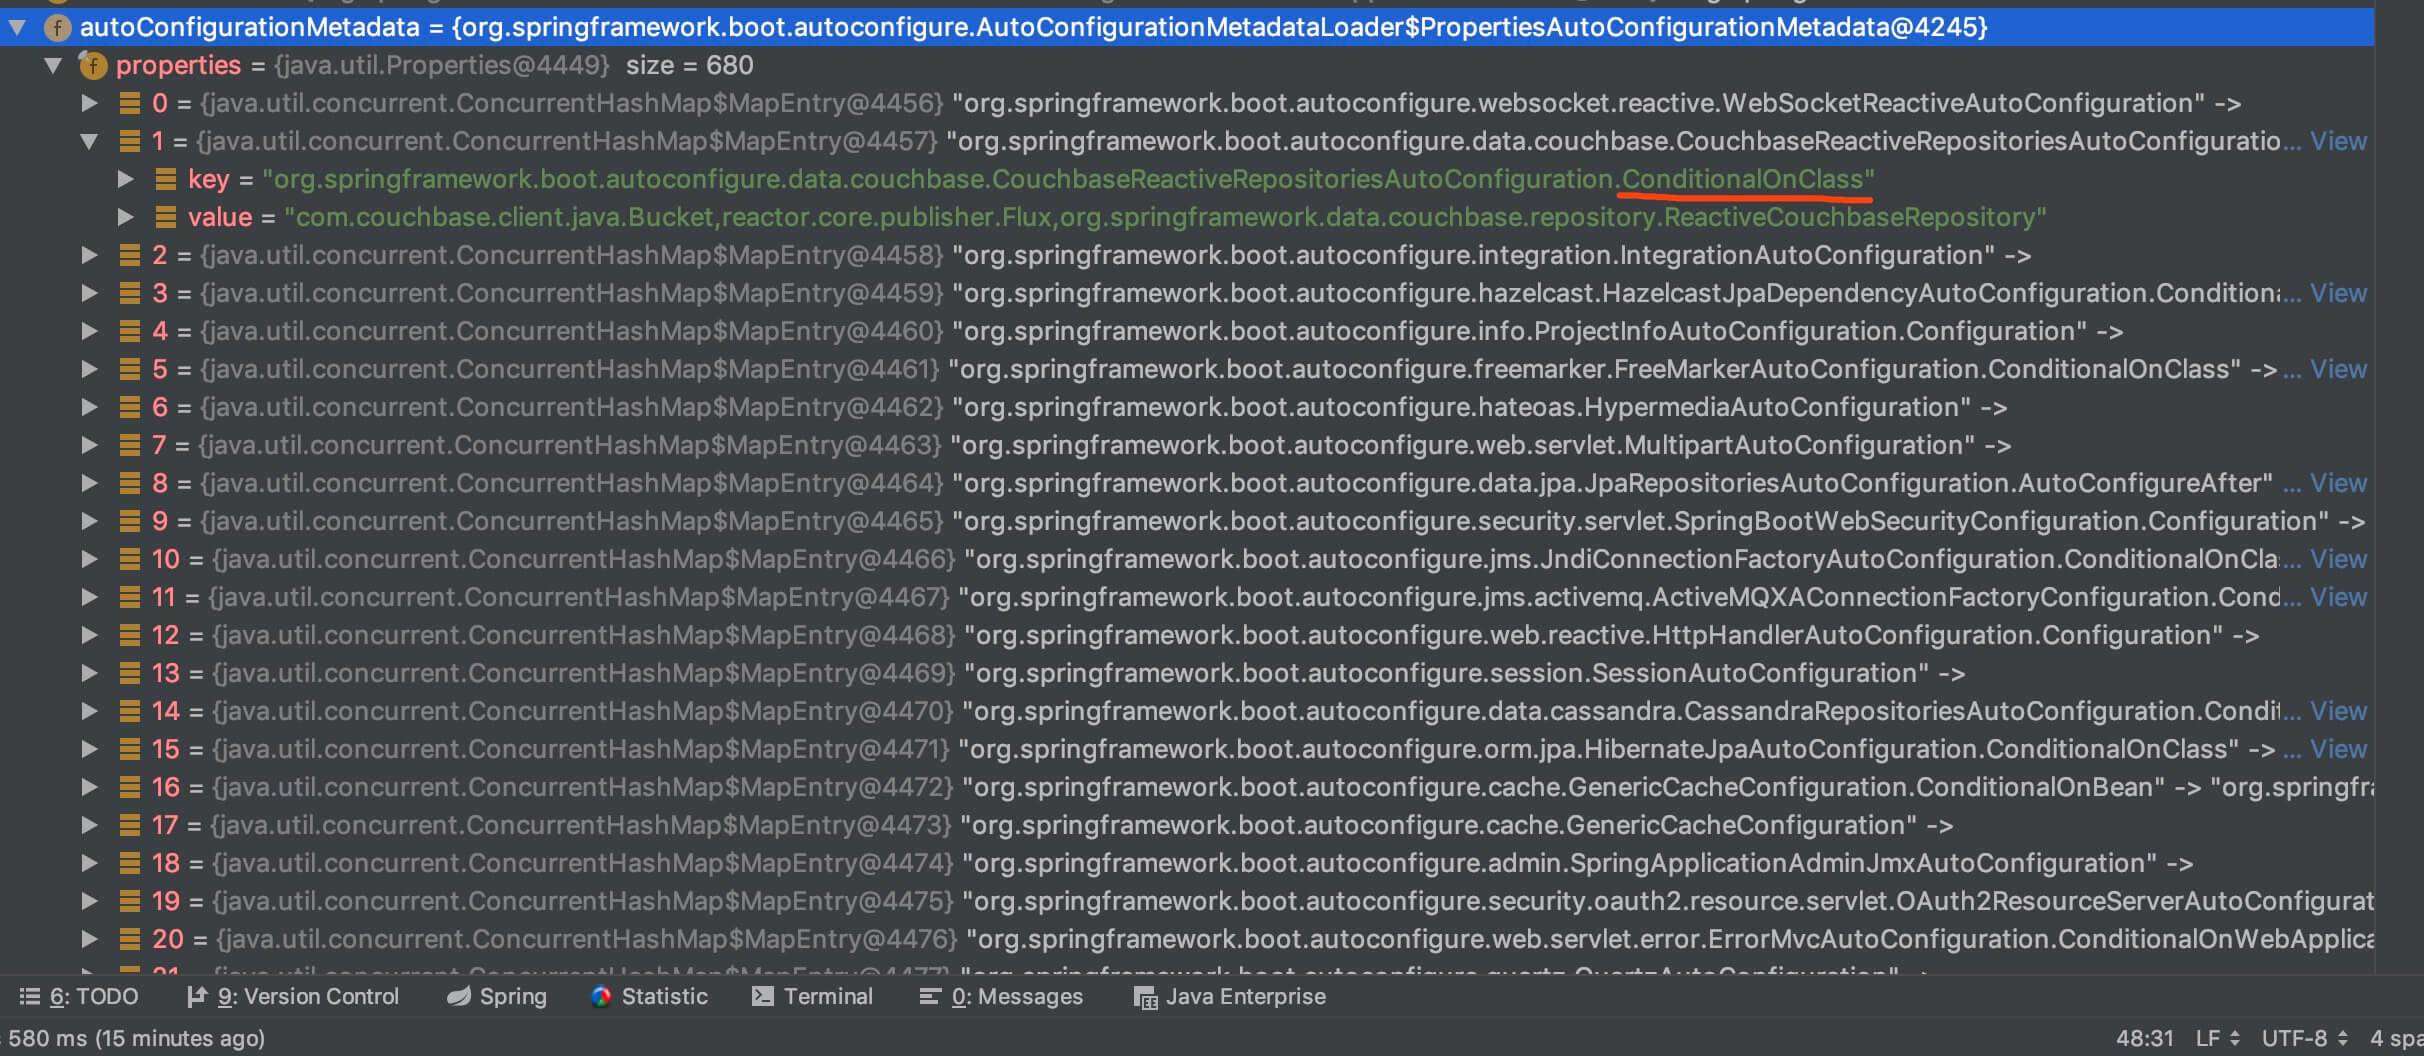 autoConfigurationMetadata = {org.springframework.boot.autoconfigure.AutoConfigurationMetadataLoader$PropertiesAutoConfigurationMetadata@4245}
properties = {java.util.Properties@4449} size = 680
0 = {java.util.concurrent.ConcurrentHashMap$MapEntry@4456} "org.springframework.boot.autoconfigure.websocket.reactive.WebSocketReactiveAutoConfiguration" ->
1 = {java.util.concurrent.ConcurrentHashMap$MapEntry@4457} "org.springframework.boot.autoconfigure.data.couchbase.CouchbaseReactiveRepositoriesAutoConfiguratio... View
key = "org.springframework.boot.autoconfigure.data.couchbase.CouchbaseReactiveRepositoriesAutoConfiguration.ConditionalOnClass"
value = "com.couchbase.client.java.Bucket,reactor.core.publisher.Flux,org.springframework.data.couchbase.repository.ReactiveCouchbaseRepository"
2 = {java.util.concurrent.ConcurrentHashMap$MapEntry@4458} "org.springframework.boot.autoconfigure.integration.IntegrationAutoConfiguration" ->
3 = {java.util.concurrent.ConcurrentHashMap$MapEntry@4459} "org.springframework.boot.autoconfigure.hazelcast.HazelcastJpaDependencyAutoConfiguration.Conditiona... View
4 = {java.util.concurrent.ConcurrentHashMap$MapEntry@4460} "org.springframework.boot.autoconfigure.info.ProjectInfoAutoConfiguration.Configuration" ->
5 = {java.util.concurrent.ConcurrentHashMap$MapEntry@4461} "org.springframework.boot.autoconfigure.freemarker.FreeMarkerAutoConfiguration.ConditionalOnClass" ->... View
6 = {java.util.concurrent.ConcurrentHashMap$MapEntry@4462} "org.springframework.boot.autoconfigure.hateoas.HypermediaAutoConfiguration" ->
7 = {java.util.concurrent.ConcurrentHashMap$MapEntry@4463} "org.springframework.boot.autoconfigure.web.servlet.MultipartAutoConfiguration" ->
8 = {java.util.concurrent.ConcurrentHashMap$MapEntry@4464} "org.springframework.boot.autoconfigure.data.jpa.JpaRepositoriesAutoConfiguration.AutoConfigureAfter" ... View
9 = {java.util.concurrent.ConcurrentHashMap$MapEntry@4465} "org.springframework.boot.autoconfigure.security.servlet.SpringBootWebSecurityConfiguration.Configuration" ->
10 = {java.util.concurrent.ConcurrentHashMap$MapEntry@4466} "org.springframework.boot.autoconfigure.jms.JndiConnectionFactoryAutoConfiguration.ConditionalOnCla... View
11 = {java.util.concurrent.ConcurrentHashMap$MapEntry@4467} "org.springframework.boot.autoconfigure.jms.activemq.ActiveMQXAConnectionFactoryConfiguration.Cond... View
12 = {java.util.concurrent.ConcurrentHashMap$MapEntry@4468} "org.springframework.boot.autoconfigure.web.reactive.HttpHandlerAutoConfiguration.Configuration" ->
13 = {java.util.concurrent.ConcurrentHashMap$MapEntry@4469} "org.springframework.boot.autoconfigure.session.SessionAutoConfiguration" ->
14 = {java.util.concurrent.ConcurrentHashMap$MapEntry@4470} "org.springframework.boot.autoconfigure.data.cassandra.CassandraRepositoriesAutoConfiguration.Condit... View
15 = {java.util.concurrent.ConcurrentHashMap$MapEntry@4471} "org.springframework.boot.autoconfigure.orm.jpa.HibernateJpaAutoConfiguration.ConditionalOnClass" -> ... View
16 = {java.util.concurrent.ConcurrentHashMap$MapEntry@4472} "org.springframework.boot.autoconfigure.cache.GenericCacheConfiguration.ConditionalOnBean" -> "org.springfra
17 = {java.util.concurrent.ConcurrentHashMap$MapEntry@4473} "org.springframework.boot.autoconfigure.cache.GenericCacheConfiguration" ->
18 = {java.util.concurrent.ConcurrentHashMap$MapEntry@4474} "org.springframework.boot.autoconfigure.admin.SpringApplicationAdminJmxAutoConfiguration" ->
19 = {java.util.concurrent.ConcurrentHashMap$MapEntry@4475} "org.springframework.boot.autoconfigure.security.oauth2.resource.servlet.OAuth2ResourceServerAutoConfigurat
20 = {java.util.concurrent.ConcurrentHashMap$MapEntry@4476} "org.springframework.boot.autoconfigure.web.servlet.error.ErrorMvcAutoConfiguration.ConditionalOnWebApplica
6: TODO 9: Version Control Spring Statistic Terminal 0: Messages Java Enterprise
580 ms (15 minutes ago) 48:31 LF UTF-8 4 spa